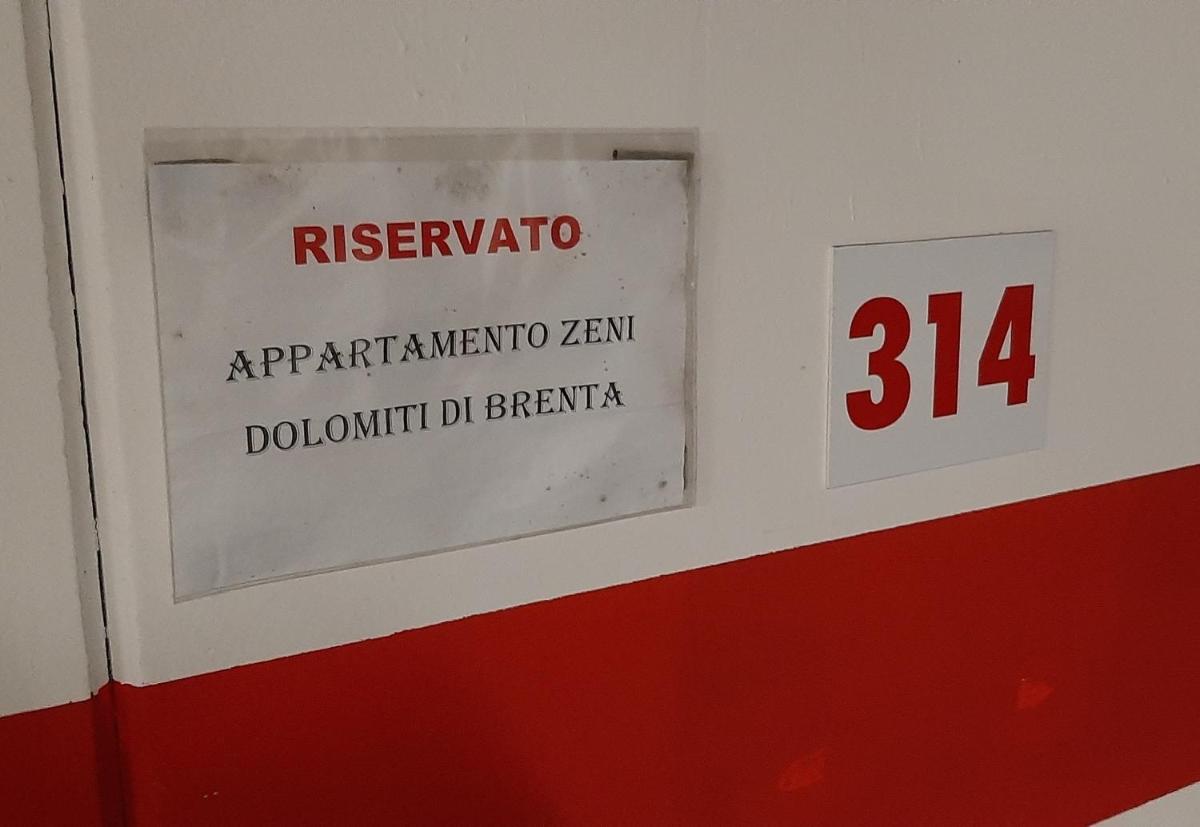 RISERVATO
APPARTAMENTO ZENI
DOLOMITI DI BRENTA
314